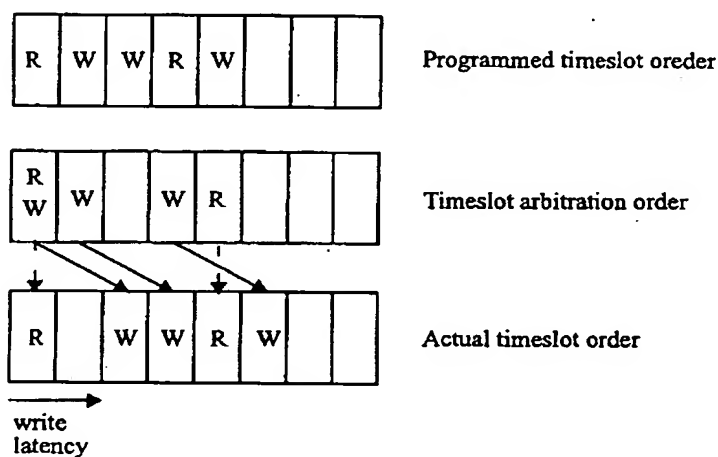 R W W R W Programmed timeslot oreder
R
W W W R Timeslot arbitration order
R W W R W Actual timeslot order
write
latency